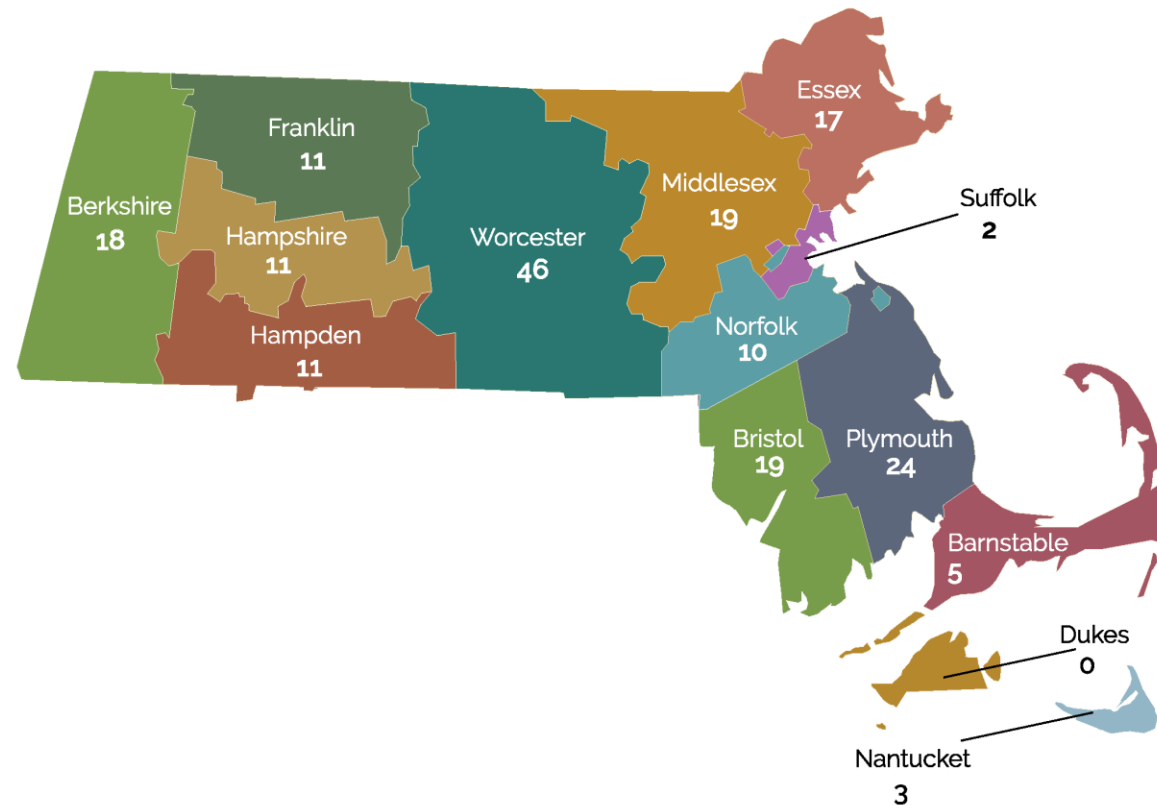 Essex
17
Franklin
11
Middlesex
19
Suffolk
2
Berkshire
18
Hampshire
11
Worcester
46
Norfolk
10
Hampden
11
Bristol
19
Plymouth
24
Barnstable
5
Dukes
0
Nantucket
3